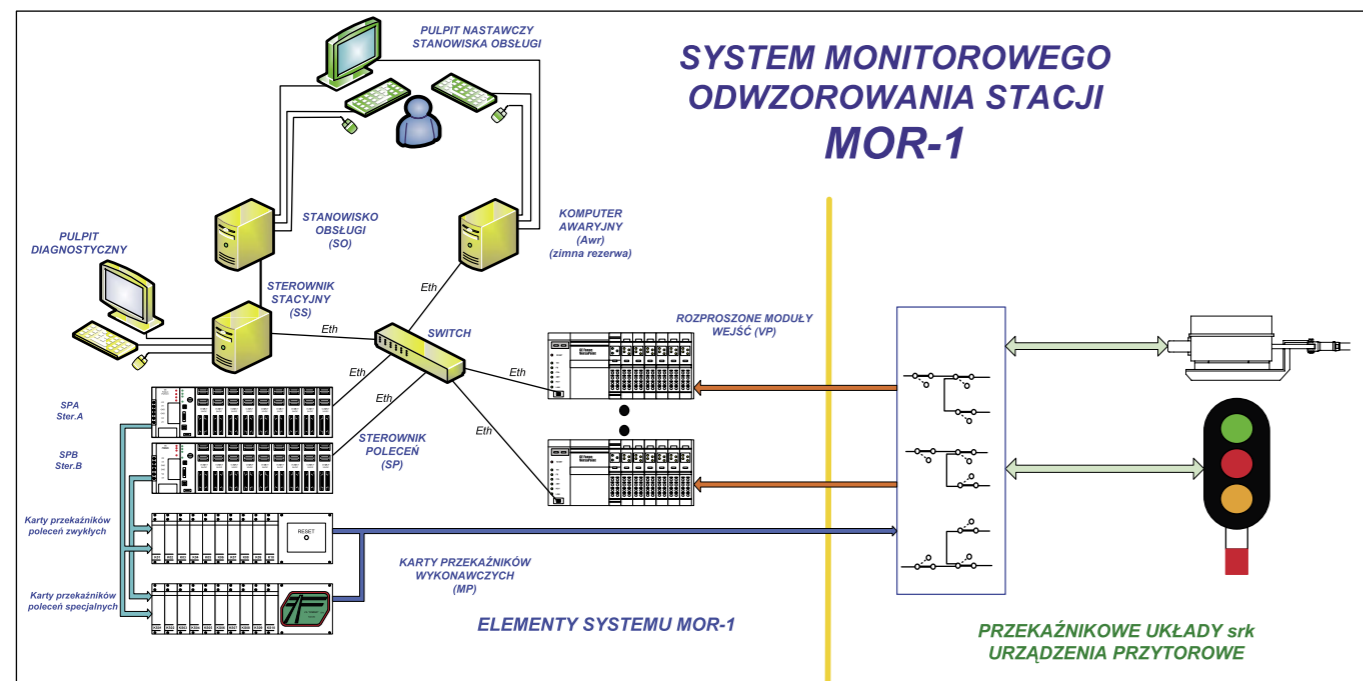 PULPIT NASTAWCZY
STANOWISKA OBSŁUGI
SYSTEM MONITOROWEGO
ODWZOROWANIA STACJI
MOR-1
STANOWISKO
OBSŁUGI
(SO)
KOMPUTER
AWARYJNY
(Awr)
(zimna rezerwa)
PULPIT
DIAGNOSTYCZNY
STEROWNIK
STACYJNY
(SS)
Eth
Eth
SWITCH
ROZPROSZONE MODUŁY
WEJŚĆ (VP)
Eth
Eth
Eth
Eth
SPA
Ster.A
SPB
Ster.B
STEROWNIK
POLECEŃ
(SP)
Karty przekaźników
poleceń zwykłych
RESET
KARTY PRZEKAŹNIKÓW
WYKONAWCZYCH
(MP)
Karty przekaźników
poleceń specjalnych
ELEMENTY SYSTEMU MOR-1
PRZEKAŹNIKOWE UKŁADY srk
URZĄDZENIA PRZYTOROWE